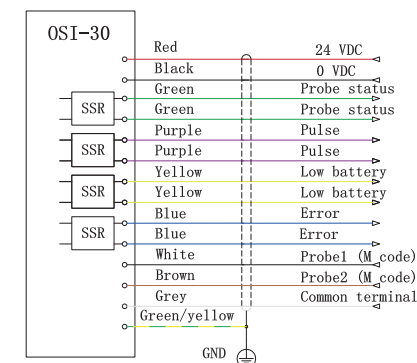 OSI-30
Red 24 VDC
Black 0 VDC
Green Probe status
SSR
Green Probe status
Purple Pulse
SSR
Purple Pulse
Yellow Low battery
SSR
Yellow Low battery
Blue Error
SSR
Blue Error
White Probe1 (M_code)
Brown Probe2 (M_code)
Grey Common terminal
Green/yellow
GND